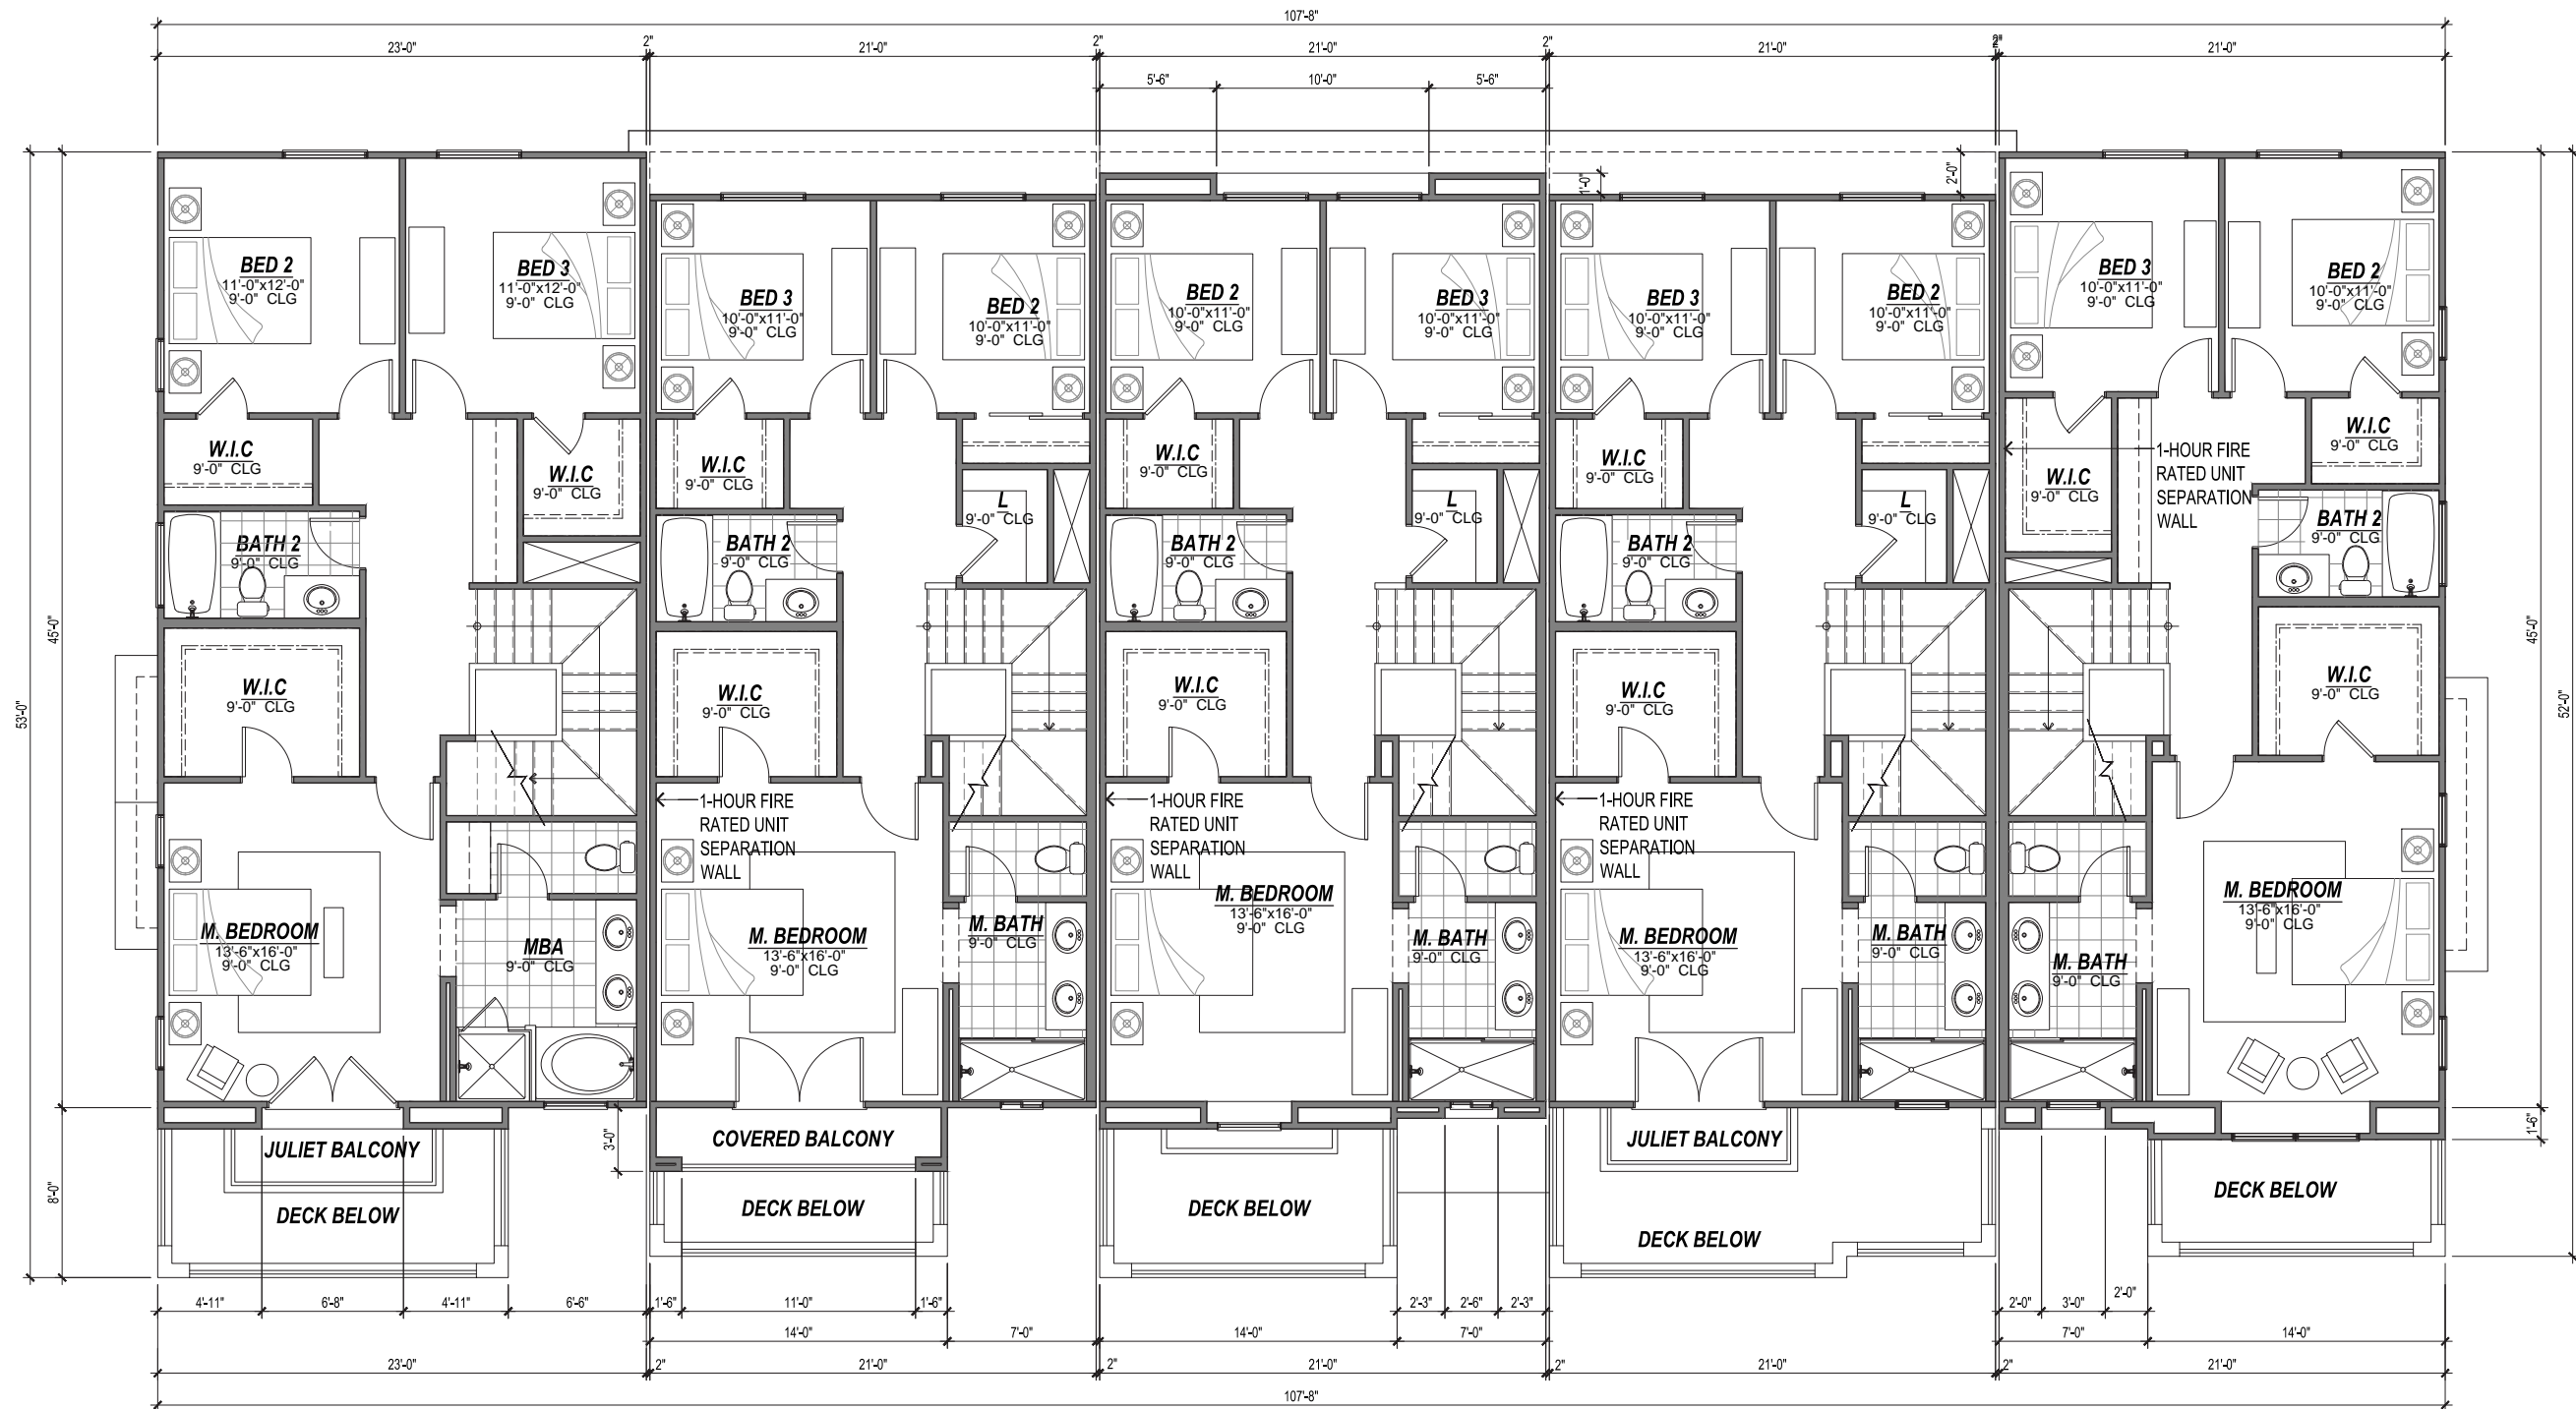 107'-8"
23'-0" 2" 21'-0" 2" 21'-0" 2" 21'-0" 21'-0"
5'-6" 10'-0" 5'-6"
2'-0"
1'-0"
53'-0"
45'-0"
8'-0"
BED 2
11'-0"x12'-0"
9'-0" CLG
BED 3
11'-0"x12'-0"
9'-0" CLG
W.I.C
9'-0" CLG
W.I.C
9'-0" CLG
BATH 2
9'-0" CLG
W.I.C
9'-0" CLG
M. BEDROOM
13'-6"x16'-0"
9'-0" CLG
MBA
9'-0" CLG
JULIET BALCONY
DECK BELOW
BED 3
10'-0"x11'-0"
9'-0" CLG
BED 2
10'-0"x11'-0"
9'-0" CLG
W.I.C
9'-0" CLG
L
9'-0" CLG
BATH 2
9'-0" CLG
W.I.C
9'-0" CLG
1-HOUR FIRE
RATED UNIT
SEPARATION
WALL
M. BEDROOM
13'-6"x16'-0"
9'-0" CLG
M. BATH
9'-0" CLG
3'-0"
COVERED BALCONY
DECK BELOW
BED 2
10'-0"x11'-0"
9'-0" CLG
BED 3
10'-0"x11'-0"
9'-0" CLG
W.I.C
9'-0" CLG
L
9'-0" CLG
BATH 2
9'-0" CLG
W.I.C
9'-0" CLG
1-HOUR FIRE
RATED UNIT
SEPARATION
WALL
M. BEDROOM
13'-6"x16'-0"
9'-0" CLG
M. BATH
9'-0" CLG
DECK BELOW
BED 3
10'-0"x11'-0"
9'-0" CLG
BED 2
10'-0"x11'-0"
9'-0" CLG
W.I.C
9'-0" CLG
L
9'-0" CLG
BATH 2
9'-0" CLG
W.I.C
9'-0" CLG
1-HOUR FIRE
RATED UNIT
SEPARATION
WALL
M. BEDROOM
13'-6"x16'-0"
9'-0" CLG
M. BATH
9'-0" CLG
JULIET BALCONY
DECK BELOW
BED 3
10'-0"x11'-0"
9'-0" CLG
BED 2
10'-0"x11'-0"
9'-0" CLG
W.I.C
9'-0" CLG
1-HOUR FIRE
RATED UNIT
SEPARATION
WALL
W.I.C
9'-0" CLG
BATH 2
9'-0" CLG
W.I.C
9'-0" CLG
M. BEDROOM
13'-6"x16'-0"
9'-0" CLG
M. BATH
9'-0" CLG
DECK BELOW
45'-0"
52'-0"
1'-6"
4'-11" 6'-8" 4'-11" 6'-6" 1'-6" 11'-0" 1'-6" 2'-3" 2'-6" 2'-3" 2'-0" 3'-0" 2'-0"
14'-0" 7'-0" 14'-0" 7'-0" 7'-0" 14'-0"
23'-0" 2" 21'-0" 2" 21'-0" 2" 21'-0" 2" 21'-0"
107'-8"